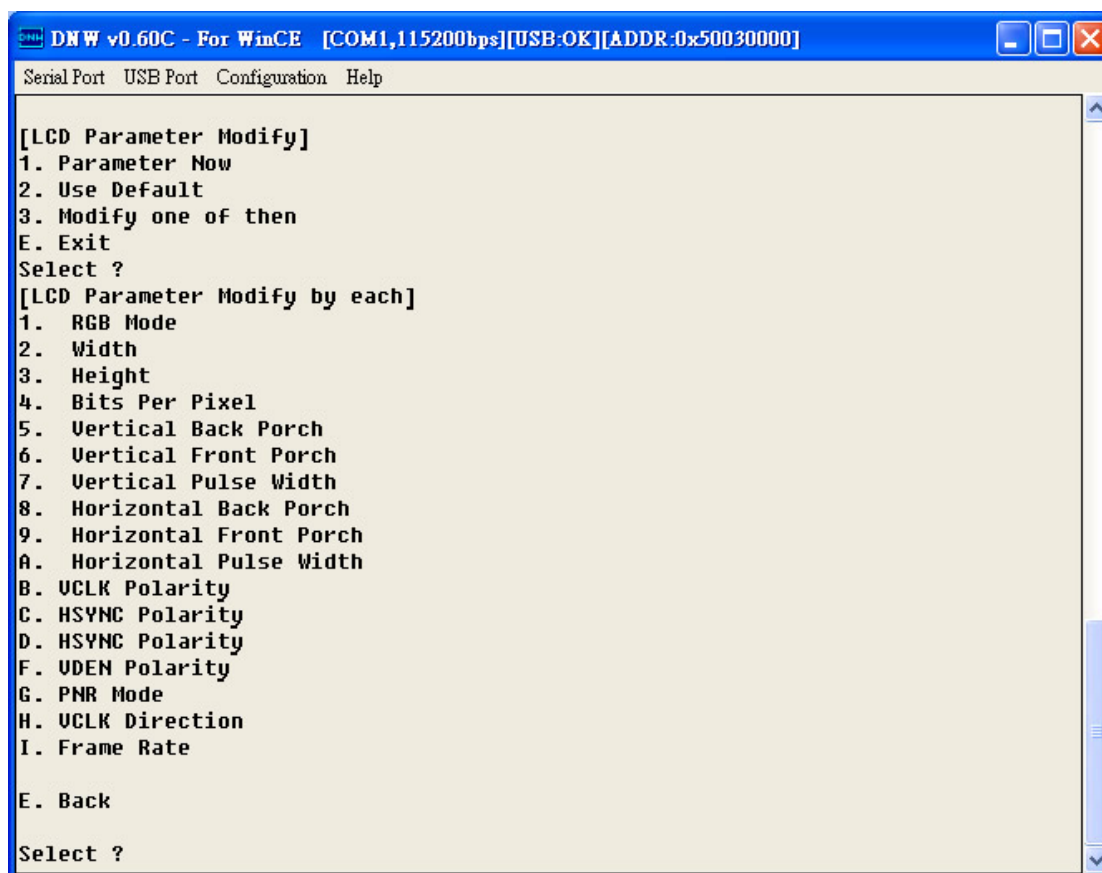 DNW v0.60C - For WinCE [COM1,115200bps][USB:OK][ADDR:0x50030000]
Serial Port USB Port Configuration Help
[LCD Parameter Modify]
1. Parameter Now
2. Use Default
3. Modify one of then
E. Exit
Select ?
[LCD Parameter Modify by each]
1. RGB Mode
2. Width
3. Height
4. Bits Per Pixel
5. Vertical Back Porch
6. Vertical Front Porch
7. Vertical Pulse Width
8. Horizontal Back Porch
9. Horizontal Front Porch
A. Horizontal Pulse Width
B. VCLK Polarity
C. HSYNC Polarity
D. HSYNC Polarity
F. VDEN Polarity
G. PNR Mode
H. VCLK Direction
I. Frame Rate
E. Back
Select ?